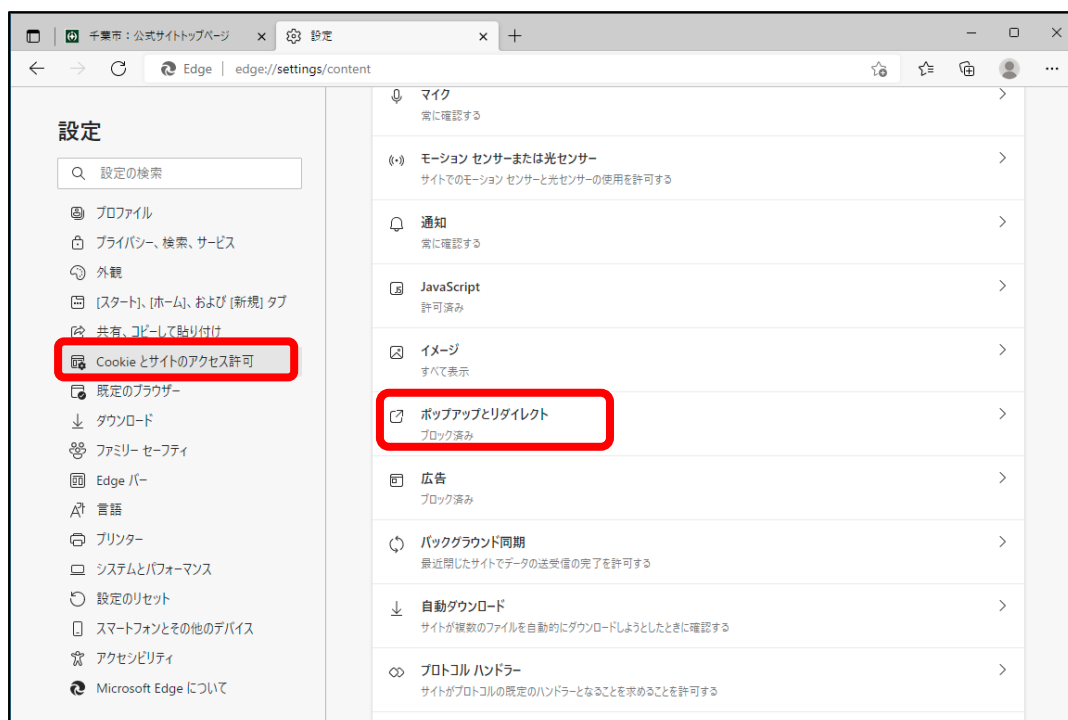 千葉市：公式サイトトップページ
設定
Edge
edge://settings/content
設定
設定の検索
プロファイル
プライバシー、検索、サービス
外観
[スタート]、[ホーム]、および [新規] タブ
共有、コピーして貼り付け
Cookie とサイトのアクセス許可
既定のブラウザー
ダウンロード
ファミリー セーフティ
Edge バー
言語
プリンター
システムとパフォーマンス
設定のリセット
スマートフォンとその他のデバイス
アクセシビリティ
Microsoft Edge について
マイク
常に確認する
モーション センサーまたは光センサー
サイトでのモーション センサーと光センサーの使用を許可する
通知
常に確認する
JavaScript
許可済み
イメージ
すべて表示
ポップアップとリダイレクト
ブロック済み
広告
ブロック済み
バックグラウンド同期
最近閉じたサイトでデータの送受信の完了を許可する
自動ダウンロード
サイトが複数のファイルを自動的にダウンロードしようとしたときに確認する
プロトコル ハンドラー
サイトがプロトコルの既定のハンドラーとなることを求めることを許可する